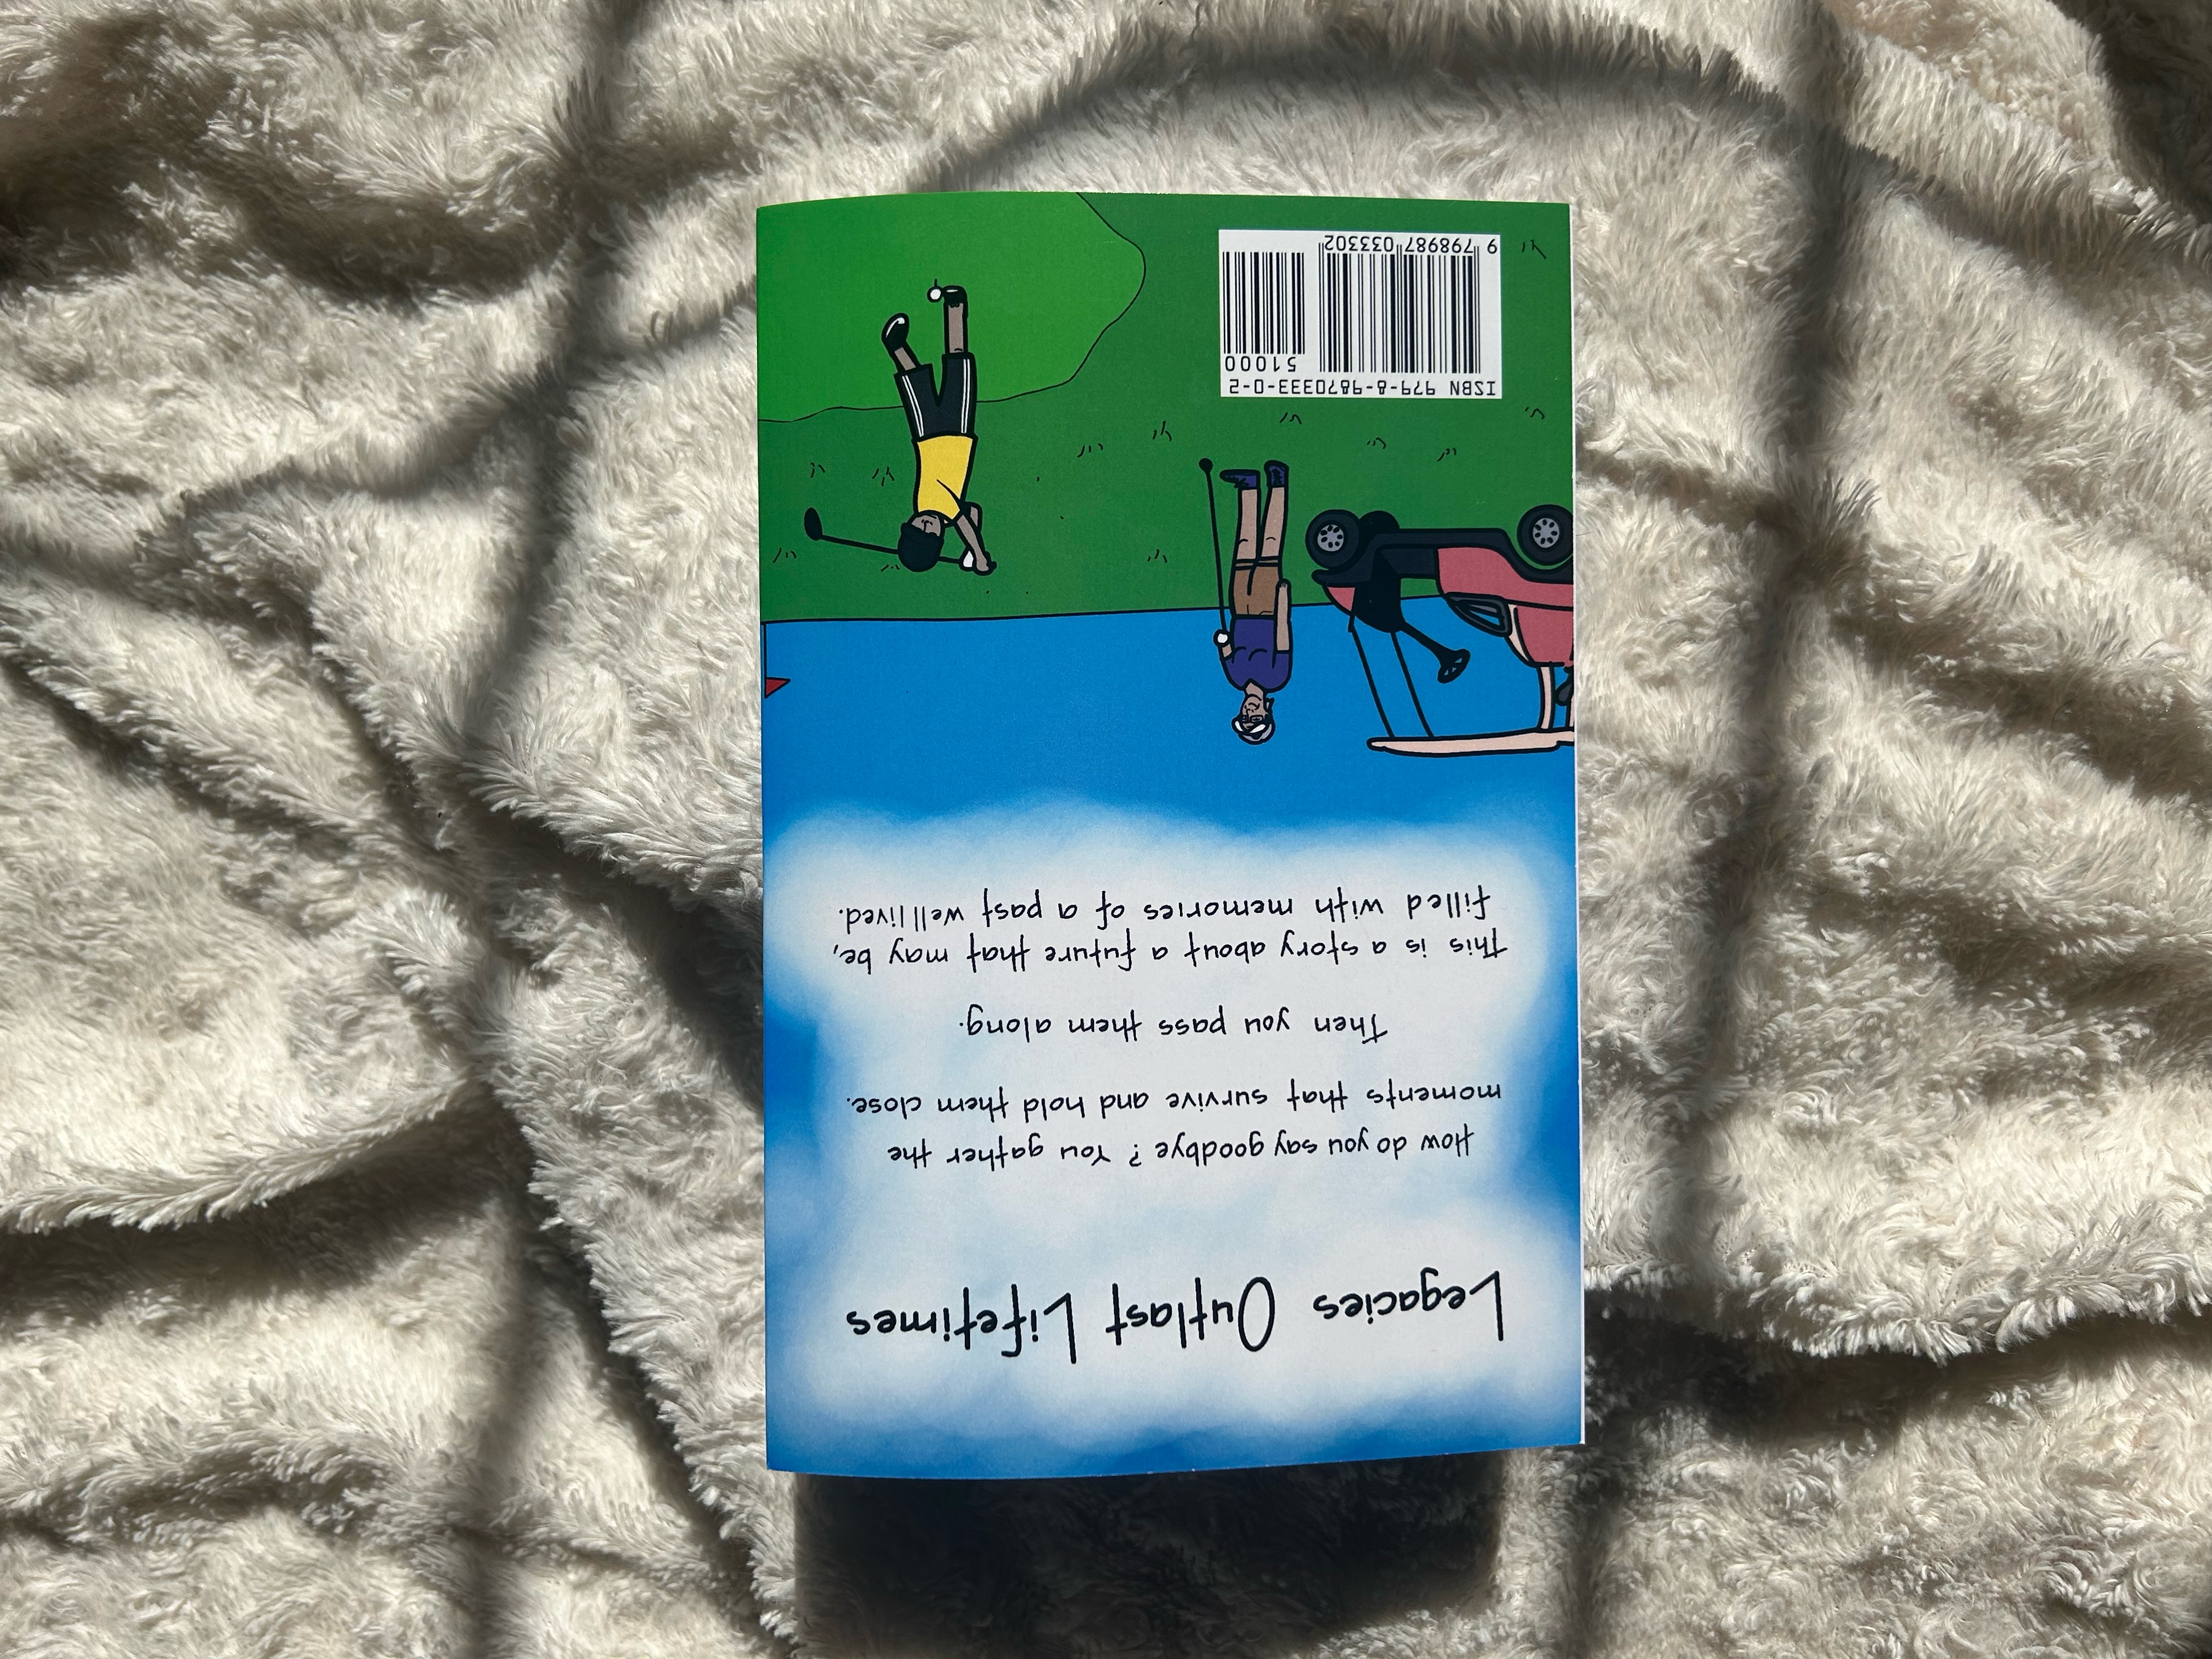 Legacies Outlast Lifetimes
How do you say goodbye? You gather the
moments that survive and hold them close.
Then you pass them along.
This is a story about a future that may be,
filled with memories of a past well lived.
ISBN 979-8-9870333-0-2
51000
9 798987 033302